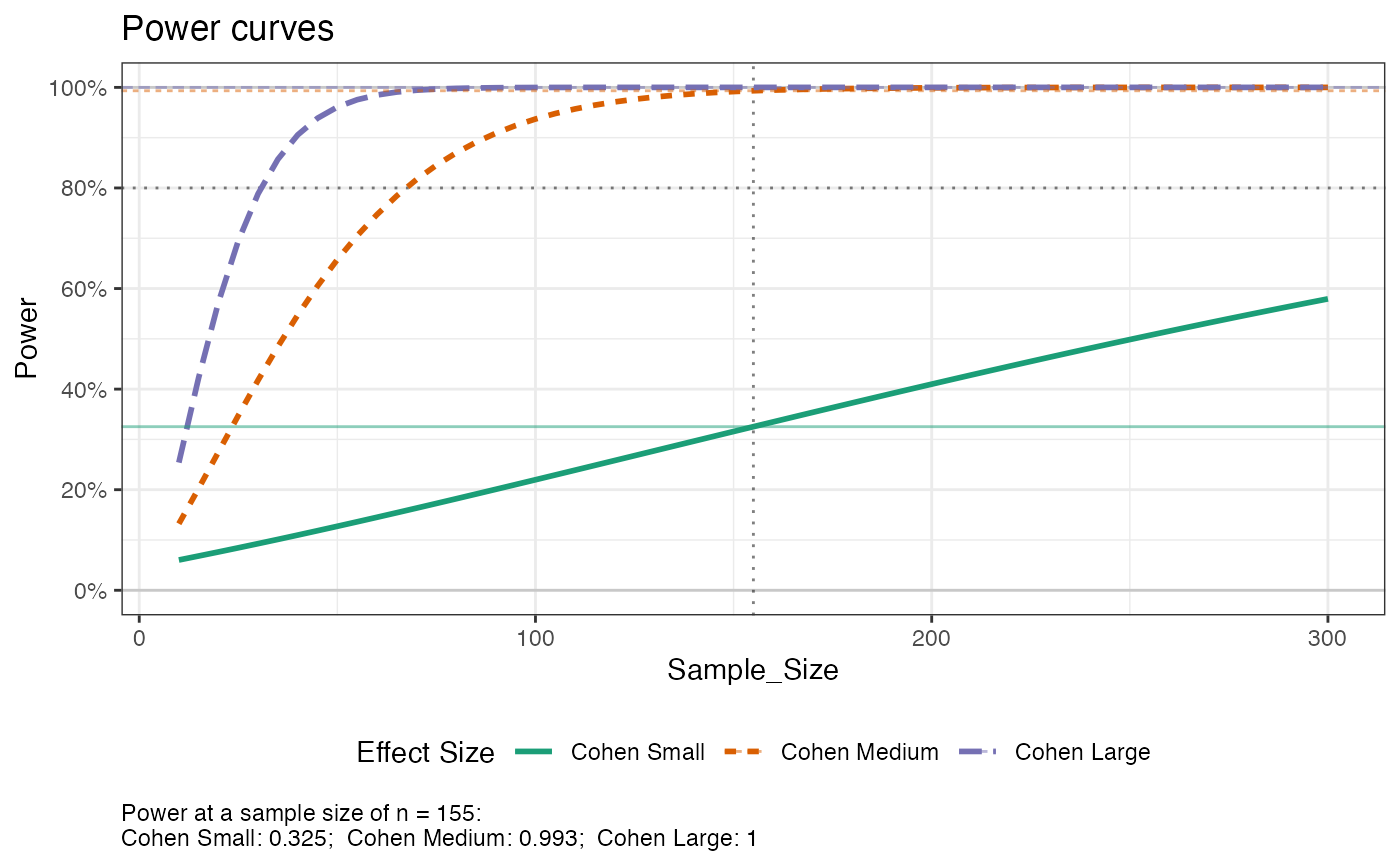 Power curves
100%
80%
60%
40%
20%
0%
Power
0 100 200 300
Sample_Size
Effect Size Cohen Small Cohen Medium Cohen Large
Power at a sample size of n = 155:
Cohen Small: 0.325;  Cohen Medium: 0.993;  Cohen Large: 1